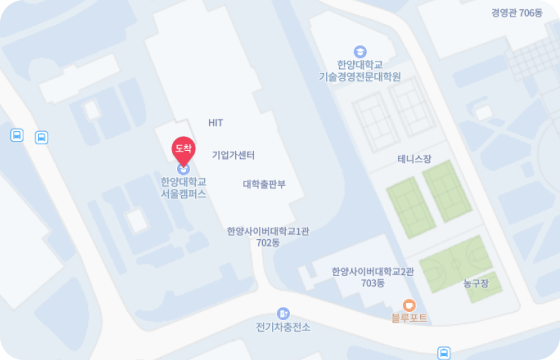 경영관 706동
한양대학교
기술경영전문대학원
HIT
도착
기업가센터
테니스장
한양대학교
서울캠퍼스
대학출판부
한양사이버대학교1관
702동
한양사이버대학교2관
703동
농구장
블루포트
전기차충전소